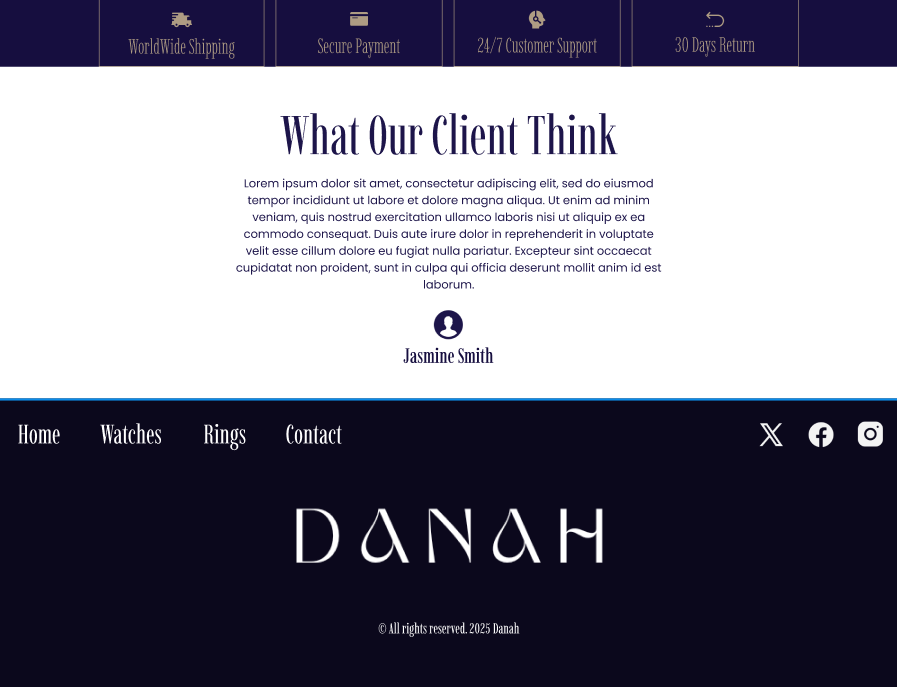 WorldWide Shipping
Secure Payment
24/7 Customer Support
30 Days Return
What Our Client Think
Lorem ipsum dolor sit amet, consectetur adipiscing elit, sed do eiusmod
tempor incididunt ut labore et dolore magna aliqua. Ut enim ad minim
veniam, quis nostrud exercitation ullamco laboris nisi ut aliquip ex ea
commodo consequat. Duis aute irure dolor in reprehenderit in voluptate
velit esse cillum dolore eu fugiat nulla pariatur. Excepteur sint occaecat
cupidatat non proident, sunt in culpa qui officia deserunt mollit anim id est
laborum.
Jasmine Smith
Home Watches Rings Contact
DANAH
© All rights reserved. 2025 Danah